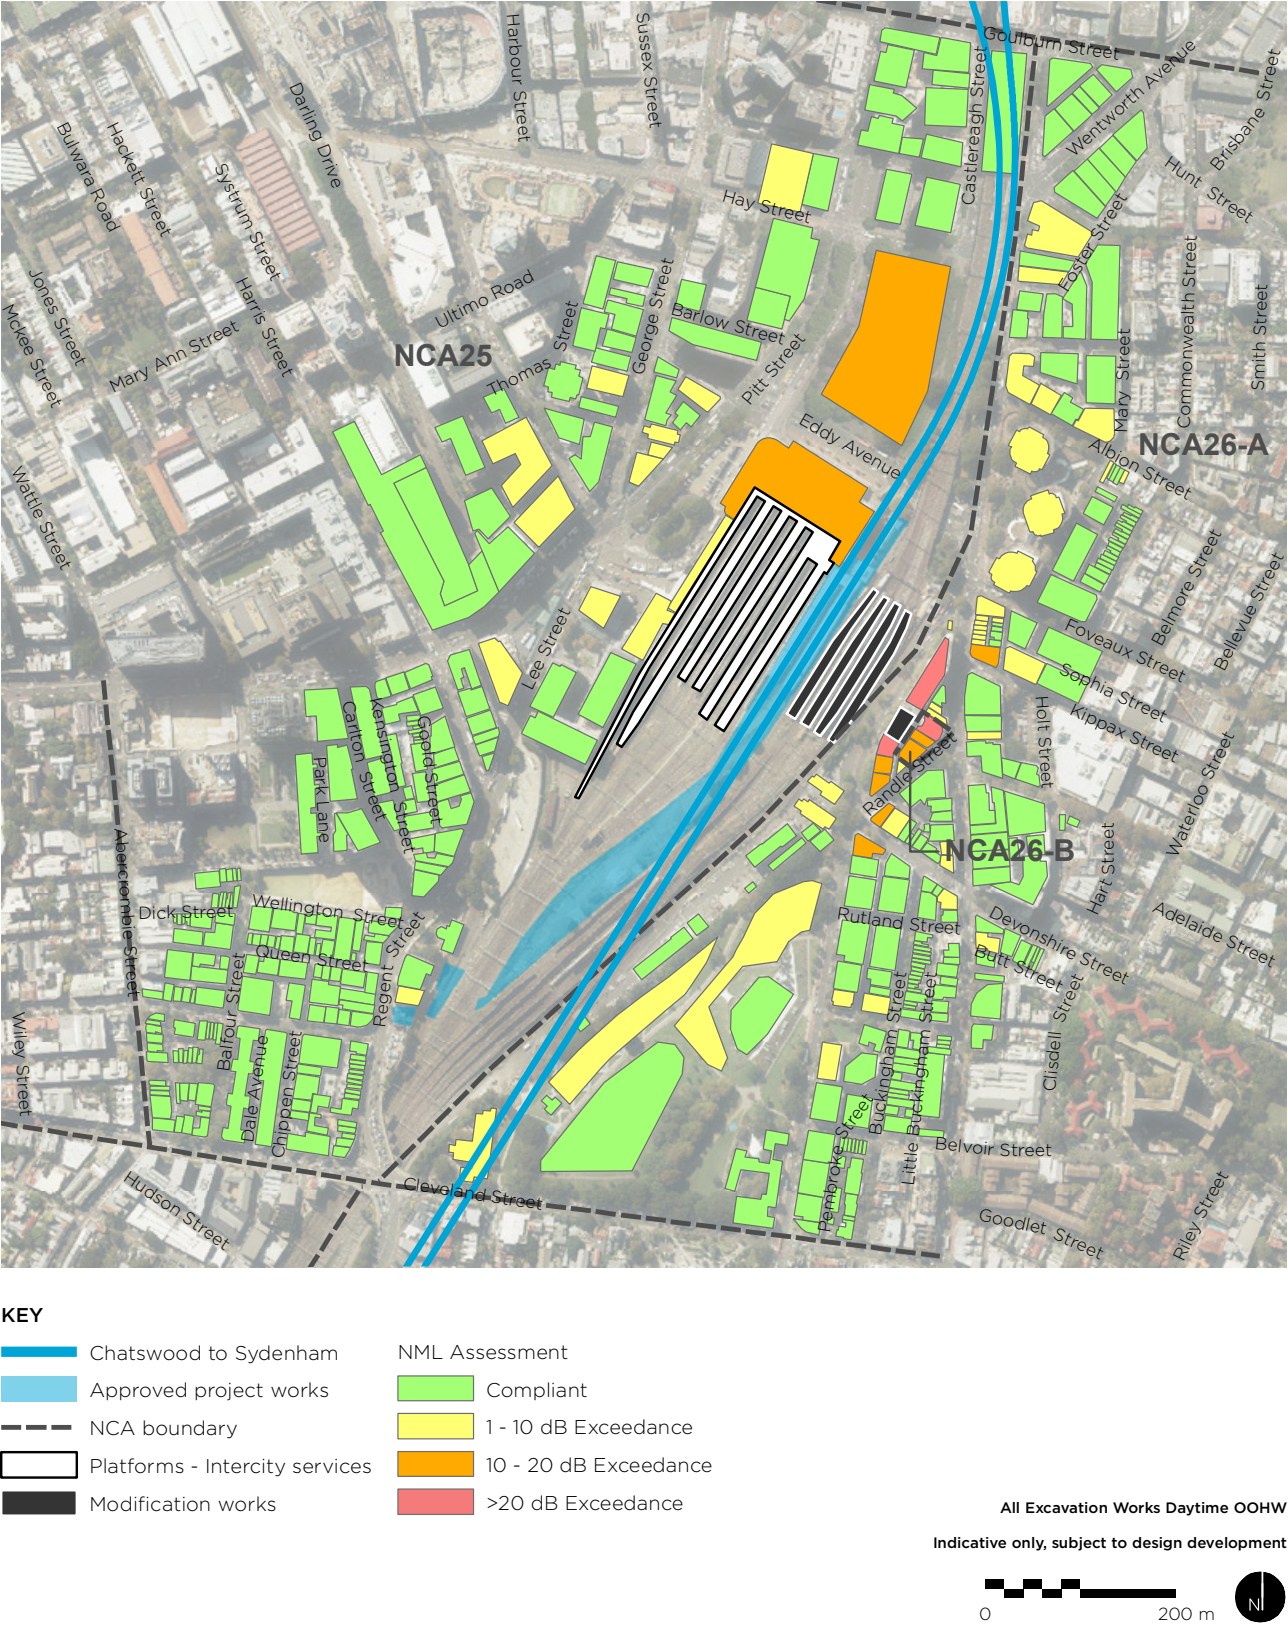 Goulburn Street
Harbour Street
Sussex Street
Castlereagh Street
Wentworth Avenue
Brisbane Street
Darling Drive
Bulwara Road
Hackett Street
Systrum Street
Hunt Street
Hay Street
Foster Street
Commonwealth Street
Smith Street
Jones Street
Mckee Street
Mary Ann Street
Harris Street
Ultimo Road
Thomas Street
George Street
Barlow Street
Pitt Street
Mary Street
NCA25
Eddy Avenue
NCA26-A
Albion Street
Wattle Street
Belmore Street
Bellevue Street
Foveaux Street
Lee Street
Sophia Street
Kippax Street
Holt Street
Carlton Street
Kensington Street
Goold Street
Park Lane
Randle Street
Waterloo Street
NCA26-B
Hart Street
Abercrombie Street
Dick Street
Wellington Street
Queen Street
Regent Street
Rutland Street
Devonshire Street
Butt Street
Adelaide Street
Balfour Street
Wiley Street
Dale Avenue
Chippen Street
Buckingham Street
Little Buckingham Street
Clisdell Street
Pembroke Street
Belvoir Street
Hudson Street
Cleveland Street
Goodlet Street
Riley Street
KEY
Chatswood to Sydenham
Approved project works
NCA boundary
Platforms - Intercity services
Modification works
NML Assessment
Compliant
1 - 10 dB Exceedance
10 - 20 dB Exceedance
>20 dB Exceedance
All Excavation Works Daytime OOHW
Indicative only, subject to design development
0
200 m
N